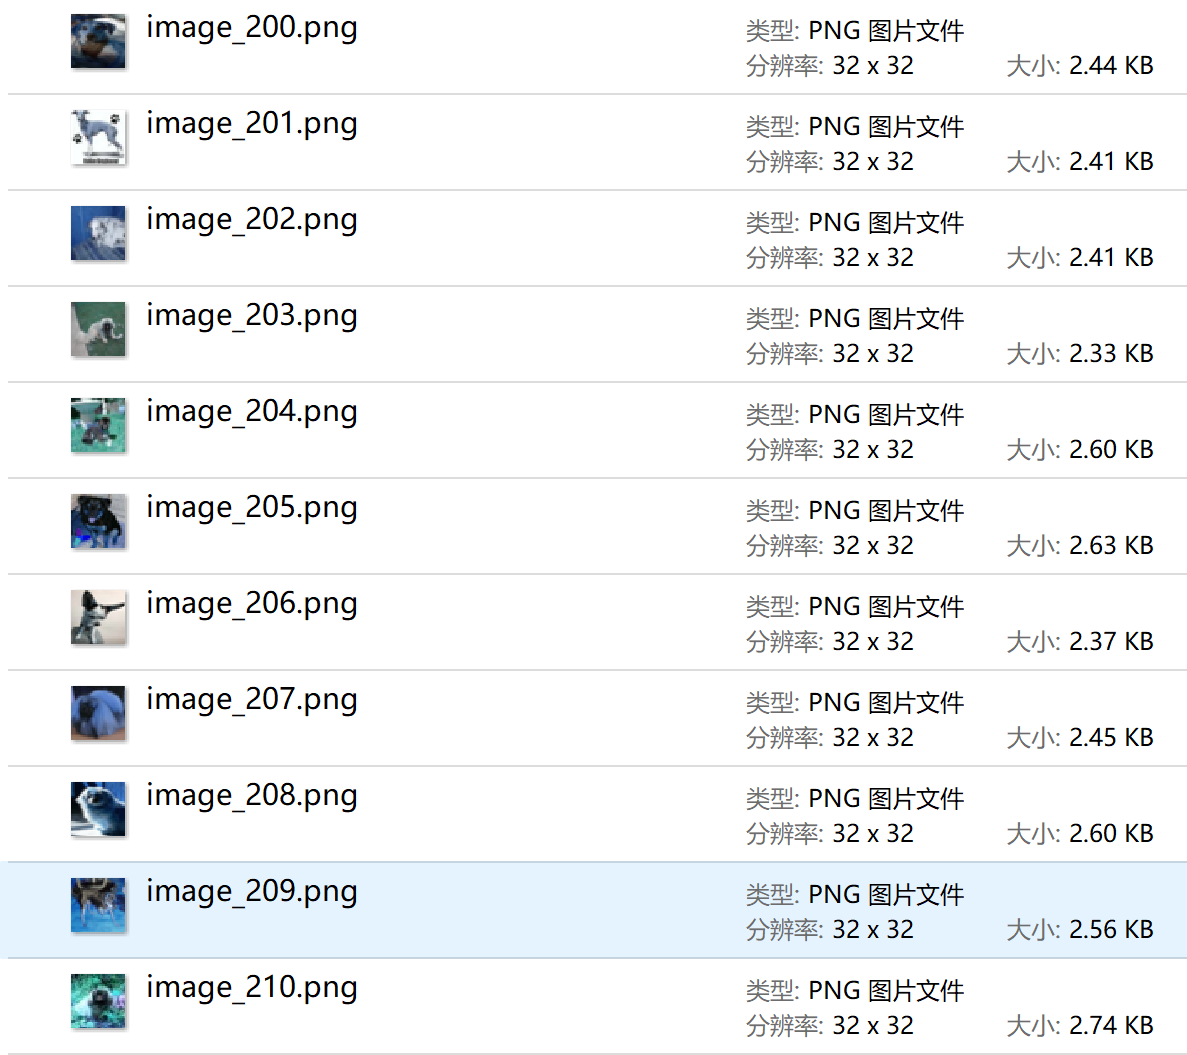 image_200.png
类型: PNG 图片文件
分辨率: 32 x 32 大小: 2.44 KB
image_201.png
类型: PNG 图片文件
分辨率: 32 x 32 大小: 2.41 KB
image_202.png
类型: PNG 图片文件
分辨率: 32 x 32 大小: 2.41 KB
image_203.png
类型: PNG 图片文件
分辨率: 32 x 32 大小: 2.33 KB
image_204.png
类型: PNG 图片文件
分辨率: 32 x 32 大小: 2.60 KB
image_205.png
类型: PNG 图片文件
分辨率: 32 x 32 大小: 2.63 KB
image_206.png
类型: PNG 图片文件
分辨率: 32 x 32 大小: 2.37 KB
image_207.png
类型: PNG 图片文件
分辨率: 32 x 32 大小: 2.45 KB
image_208.png
类型: PNG 图片文件
分辨率: 32 x 32 大小: 2.60 KB
image_209.png
类型: PNG 图片文件
分辨率: 32 x 32 大小: 2.56 KB
image_210.png
类型: PNG 图片文件
分辨率: 32 x 32 大小: 2.74 KB